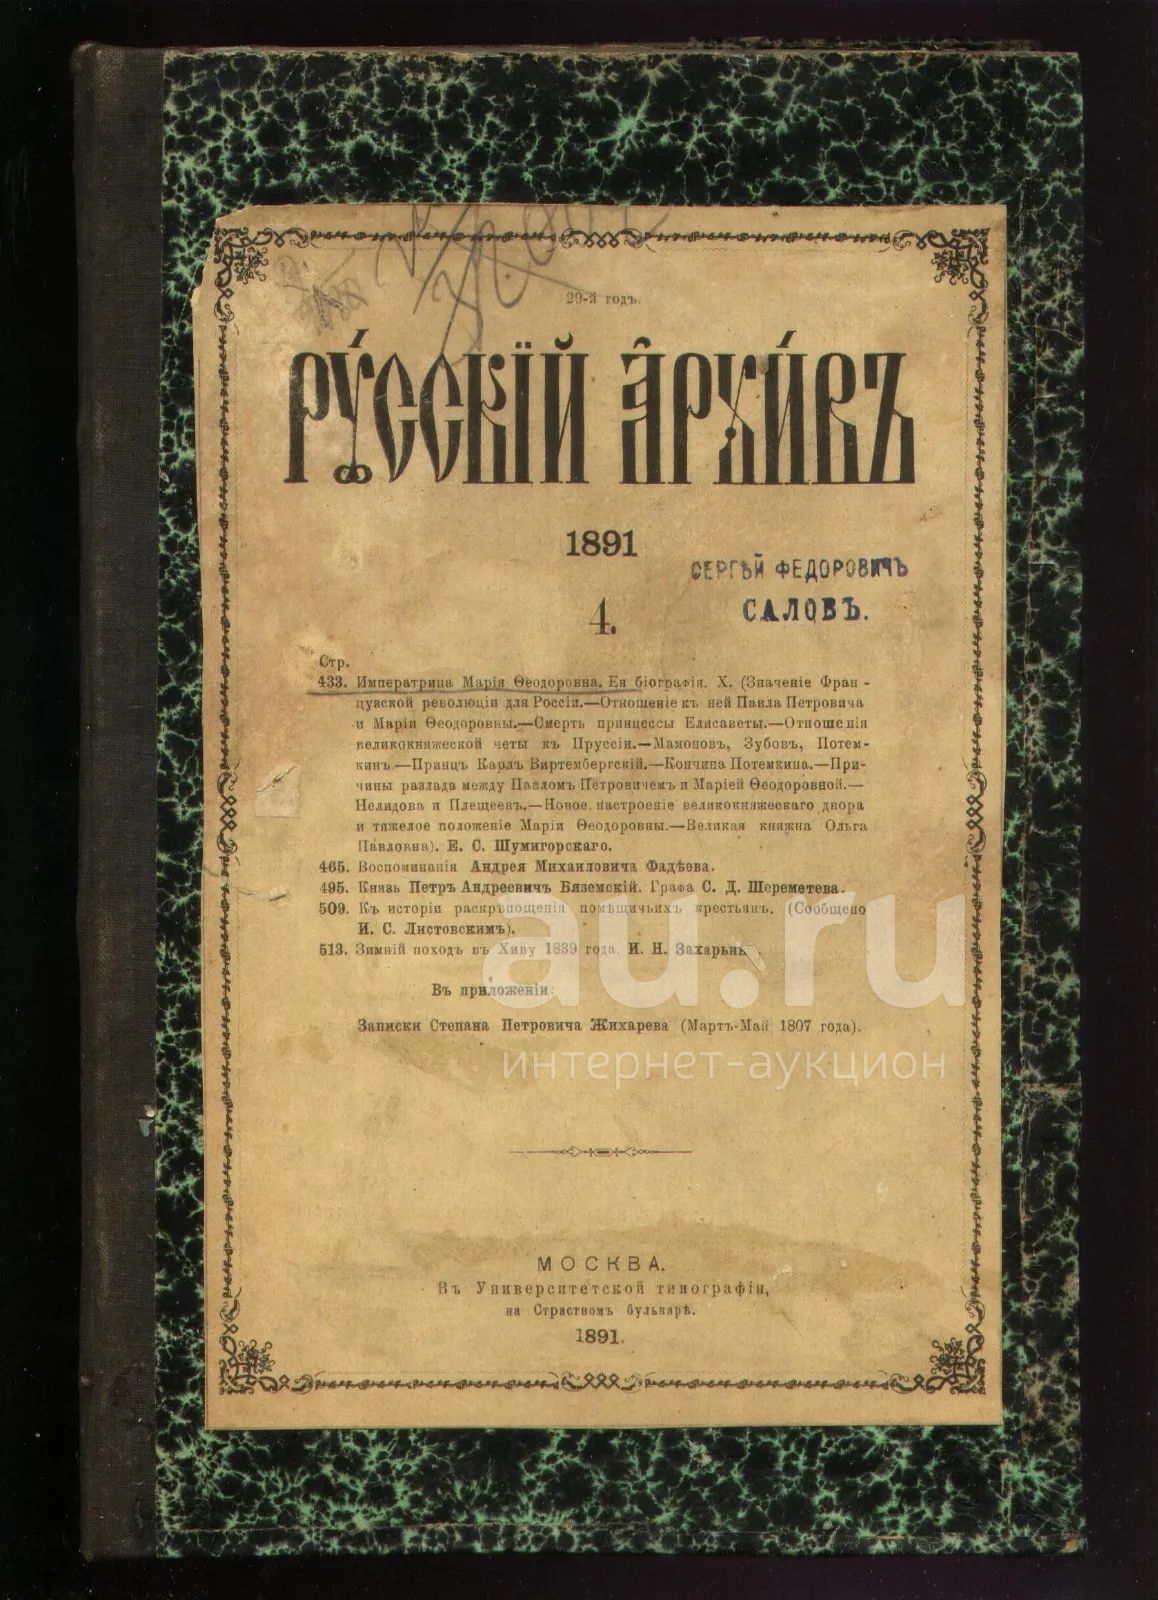 29-й годъ.
РУ́ССКІЙ А҆РХИ́ВЪ
1891
СЕРГѢЙ ФЕДОРОВИЧЪ
САЛОВЪ.
4.
Стр.
433. Императрица Марія Ѳеодоровна. Ея біографія. X. (Значеніе Фран-
цузской революціи для Россіи.—Отношеніе къ ней Павла Петровича
и Маріи Ѳеодоровны.—Смерть принцессы Елисаветы.—Отношенія
великокняжеской четы къ Пруссіи.—Мамоновъ, Зубовъ, Потем-
кинъ.—Принцъ Карлъ Виртембергскій.—Кончина Потемкина.—При-
чины разлада между Павломъ Петровичемъ и Маріей Ѳеодоровной.—
Нелидова и Плещеевъ.—Новое настроеніе великокняжескаго двора
и тяжелое положеніе Маріи Ѳеодоровны.—Великая княжна Ольга
Павловна). Е. С. Шумигорскаго.
465. Воспоминанія Андрея Михаиловича Фадѣева.
495. Князь Петръ Андреевичъ Вяземскій. Графа С. Д. Шереметева.
509. Къ исторіи раскрѣпощенія помѣщичьихъ крестьянъ. (Сообщено
И. С. Листовскимъ).
513. Зимній походъ въ Хиву 1839 года. И. Н. Захарьин
au.ru
Въ приложеніи:
Записки Степана Петровича Жихарева (Мартъ-Май 1807 года).
интернет-аукцион
МОСКВА.
Въ Университетской типографіи,
на Страстномъ бульварѣ.
1891.